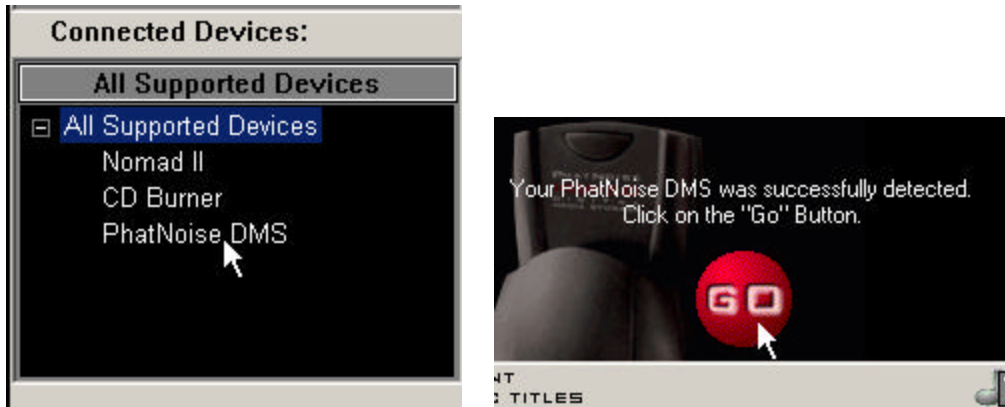 Connected Devices:
All Supported Devices
All Supported Devices
Nomad II
CD Burner
PhatNoise DMS
Your PhatNoise DMS was successfully detected.
Click on the "Go" Button.
GO
TITLES